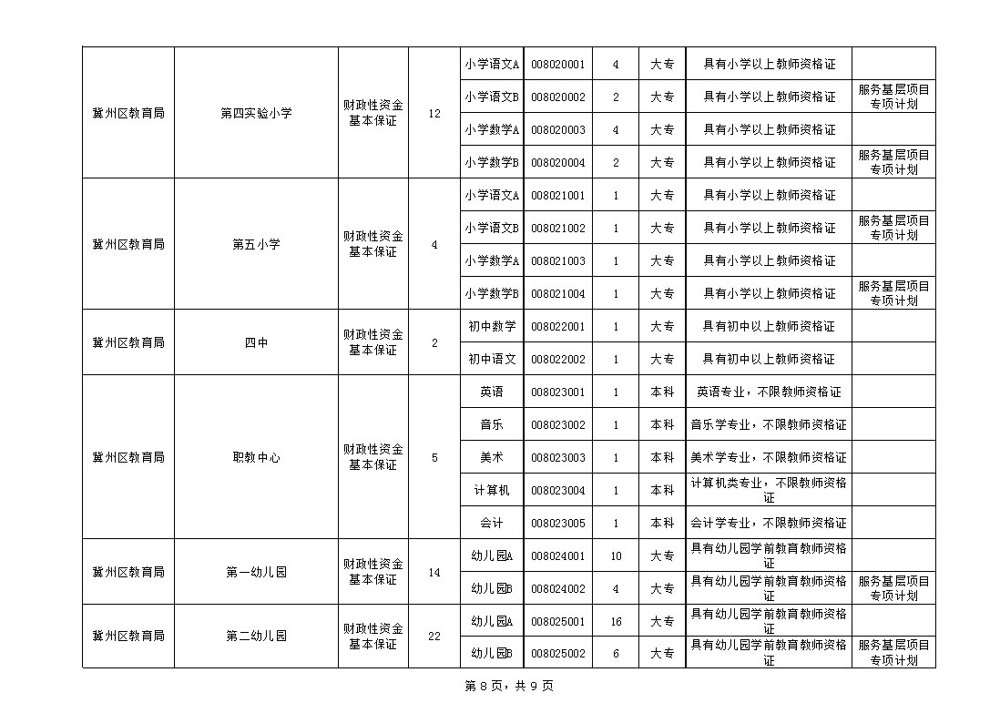 冀州区教育局 第四实验小学 财政性资金基本保证 12 小学语文A 008020001 4 大专 具有小学以上教师资格证
小学语文B 008020002 2 大专 具有小学以上教师资格证 服务基层项目专项计划
小学数学A 008020003 4 大专 具有小学以上教师资格证
小学数学B 008020004 2 大专 具有小学以上教师资格证 服务基层项目专项计划
冀州区教育局 第五小学 财政性资金基本保证 4 小学语文A 008021001 1 大专 具有小学以上教师资格证
小学语文B 008021002 1 大专 具有小学以上教师资格证 服务基层项目专项计划
小学数学A 008021003 1 大专 具有小学以上教师资格证
小学数学B 008021004 1 大专 具有小学以上教师资格证 服务基层项目专项计划
冀州区教育局 四中 财政性资金基本保证 2 初中数学 008022001 1 大专 具有初中以上教师资格证
初中语文 008022002 1 大专 具有初中以上教师资格证
冀州区教育局 职教中心 财政性资金基本保证 5 英语 008023001 1 本科 英语专业，不限教师资格证
音乐 008023002 1 本科 音乐学专业，不限教师资格证
美术 008023003 1 本科 美术学专业，不限教师资格证
计算机 008023004 1 本科 计算机类专业，不限教师资格证
会计 008023005 1 本科 会计学专业，不限教师资格证
冀州区教育局 第一幼儿园 财政性资金基本保证 14 幼儿园A 008024001 10 大专 具有幼儿园学前教育教师资格证
幼儿园B 008024002 4 大专 具有幼儿园学前教育教师资格证 服务基层项目专项计划
冀州区教育局 第二幼儿园 财政性资金基本保证 22 幼儿园A 008025001 16 大专 具有幼儿园学前教育教师资格证
幼儿园B 008025002 6 大专 具有幼儿园学前教育教师资格证 服务基层项目专项计划
第 8 页，共 9 页